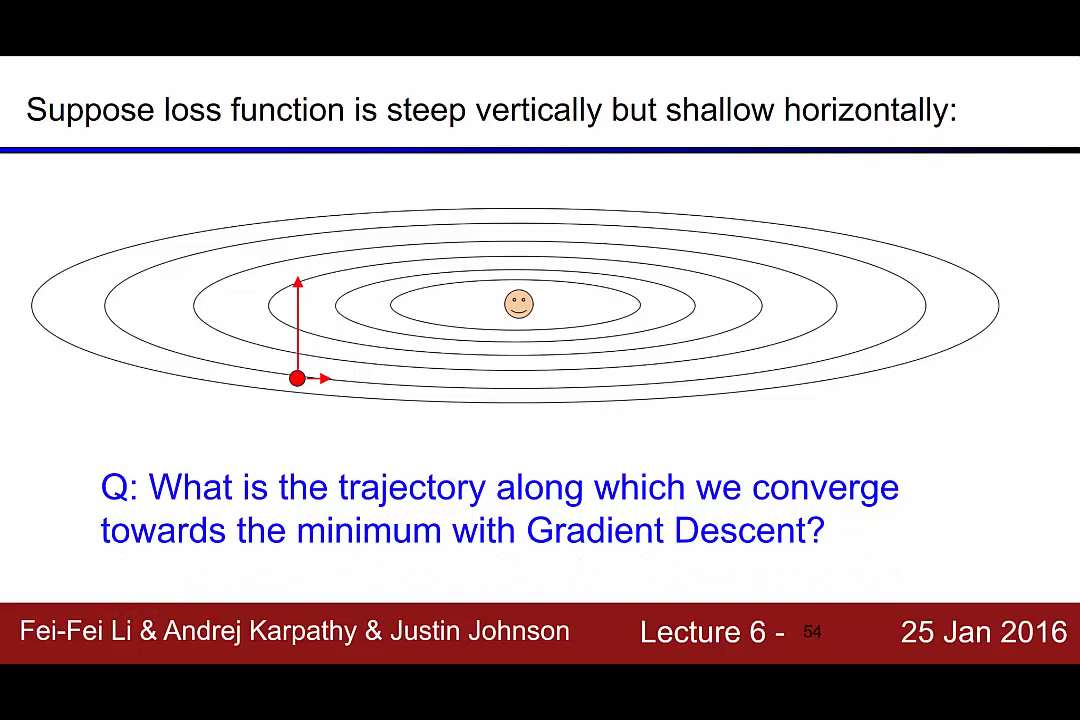 Suppose loss function is steep vertically but shallow horizontally:
Q: What is the trajectory along which we converge
towards the minimum with Gradient Descent?
Fei-Fei Li & Andrej Karpathy & Justin Johnson Lecture 6 - 54 25 Jan 2016